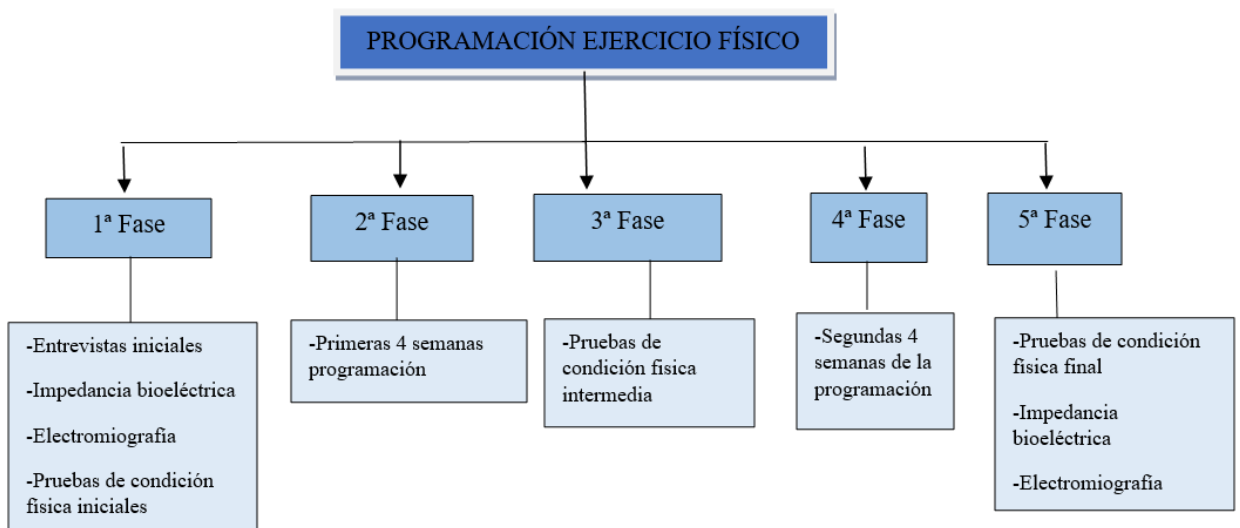 PROGRAMACIÓN EJERCICIO FÍSICO
1ª Fase
2ª Fase
3ª Fase
4ª Fase
5ª Fase
-Entrevistas iniciales
-Impedancia bioeléctrica
-Electromiografía
-Pruebas de condición
física iniciales
-Primeras 4 semanas
programación
-Pruebas de
condición fisica
intermedia
-Segundas 4
semanas de la
programación
-Pruebas de condición
física final
-Impedancia
bioeléctrica
-Electromiografía